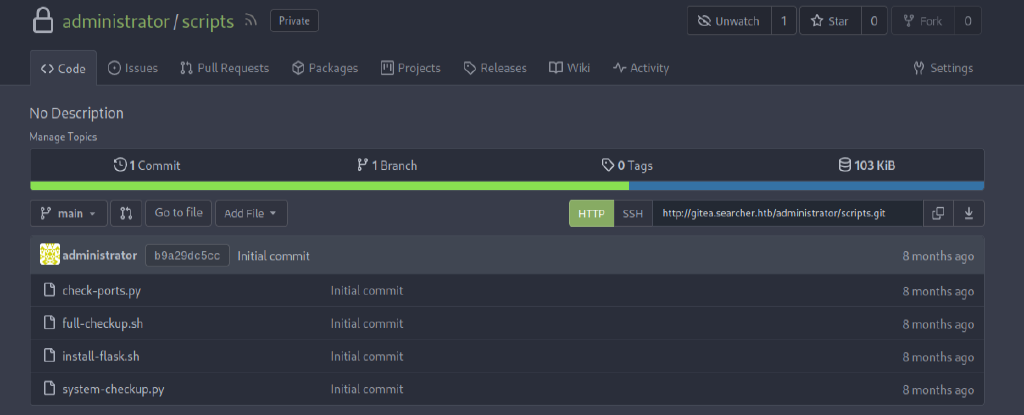 administrator / scripts Private Unwatch 1 Star 0 Fork 0
Code Issues Pull Requests Packages Projects Releases Wiki Activity Settings
No Description
Manage Topics
1 Commit 1 Branch 0 Tags 103 KiB
main Go to file Add File HTTP SSH http://gitea.searcher.htb/administrator/scripts.git
administrator b9a29dc5cc Initial commit 8 months ago
check-ports.py Initial commit 8 months ago
full-checkup.sh Initial commit 8 months ago
install-flask.sh Initial commit 8 months ago
system-checkup.py Initial commit 8 months ago